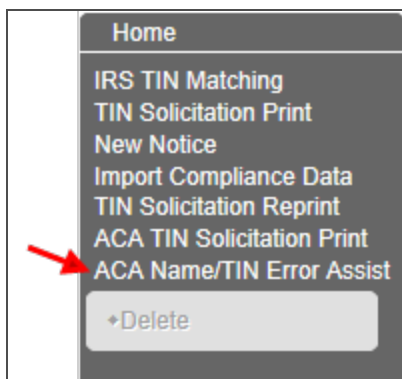 Home
IRS TIN Matching
TIN Solicitation Print
New Notice
Import Compliance Data
TIN Solicitation Reprint
ACA TIN Solicitation Print
ACA Name/TIN Error Assist
•Delete